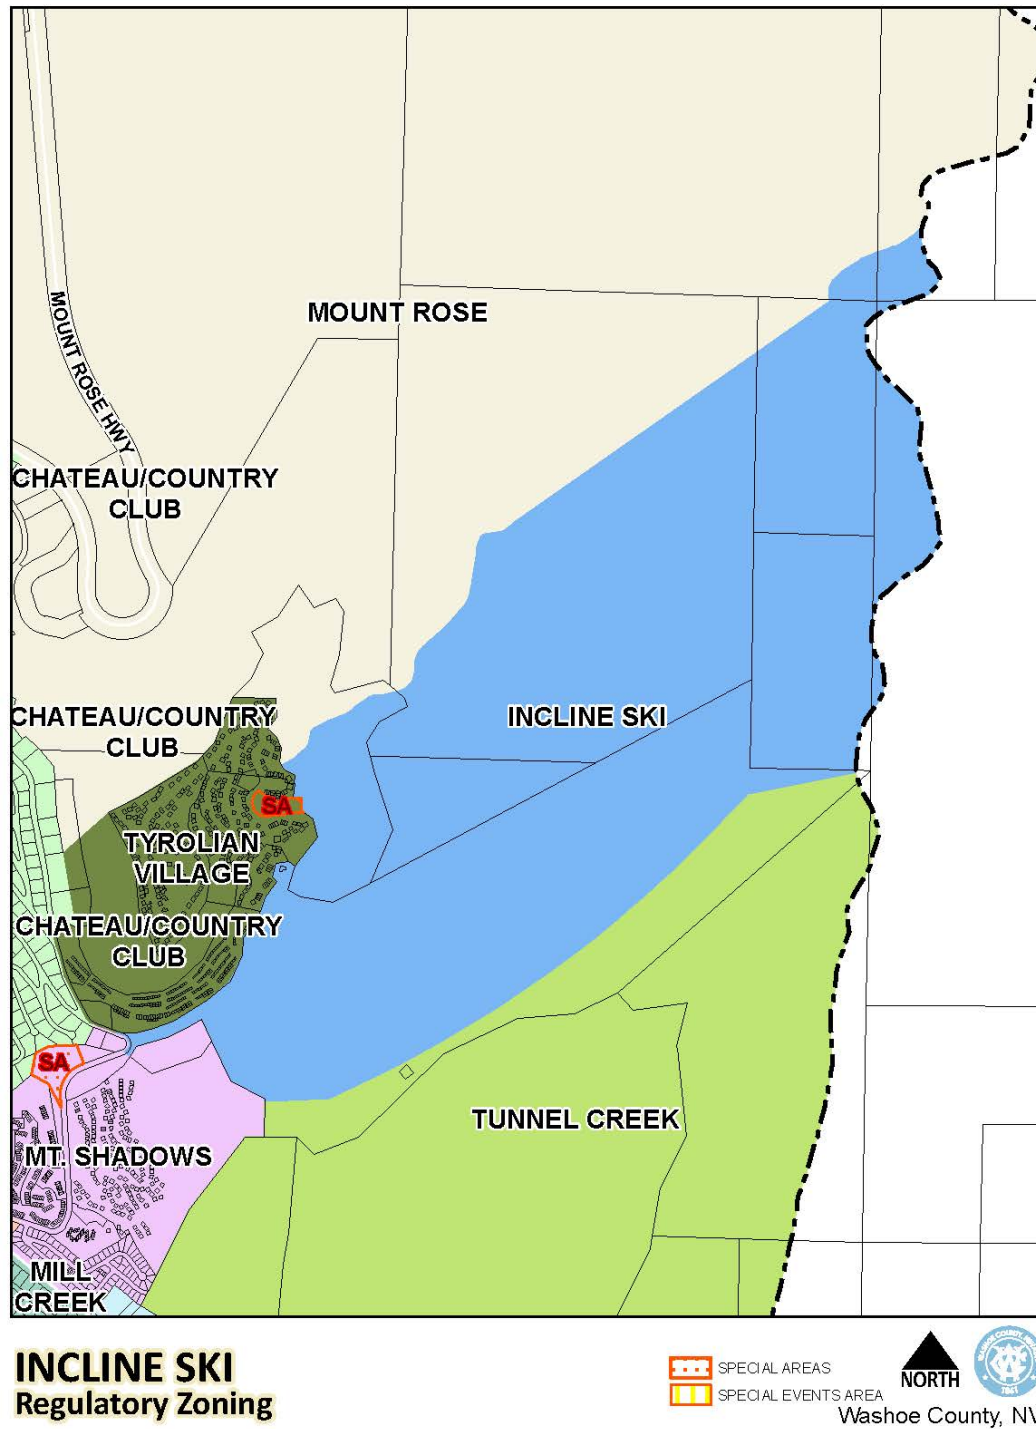 MOUNT ROSE
MOUNT ROSE HWY
CHATEAU/COUNTRY
CLUB
CHATEAU/COUNTRY
CLUB
INCLINE SKI
SA
TYROLIAN
VILLAGE
CHATEAU/COUNTRY
CLUB
SA
TUNNEL CREEK
MT. SHADOWS
MILL
CREEK
INCLINE SKI
Regulatory Zoning
SPECIAL AREAS
SPECIAL EVENTS AREA
NORTH
1861
Washoe County, NV